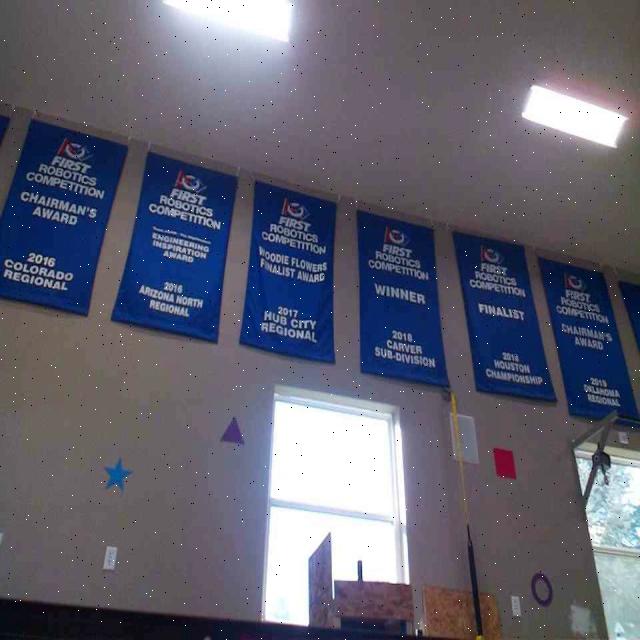 FIRST
ROBOTICS
COMPETITION
CHAIRMAN'S
AWARD
2016
COLORADO
REGIONAL
FIRST
ROBOTICS
COMPETITION
ENGINEERING
INSPIRATION
AWARD
2016
ARIZONA NORTH
REGIONAL
FIRST
ROBOTICS
COMPETITION
WOODIE FLOWERS
FINALIST AWARD
2017
HUB CITY
REGIONAL
FIRST
ROBOTICS
COMPETITION
WINNER
2018
CARVER
SUB-DIVISION
FIRST
ROBOTICS
COMPETITION
FINALIST
2018
HOUSTON
CHAMPIONSHIP
FIRST
ROBOTICS
COMPETITION
CHAIRMAN'S
AWARD
2019
OKLAHOMA
REGIONAL